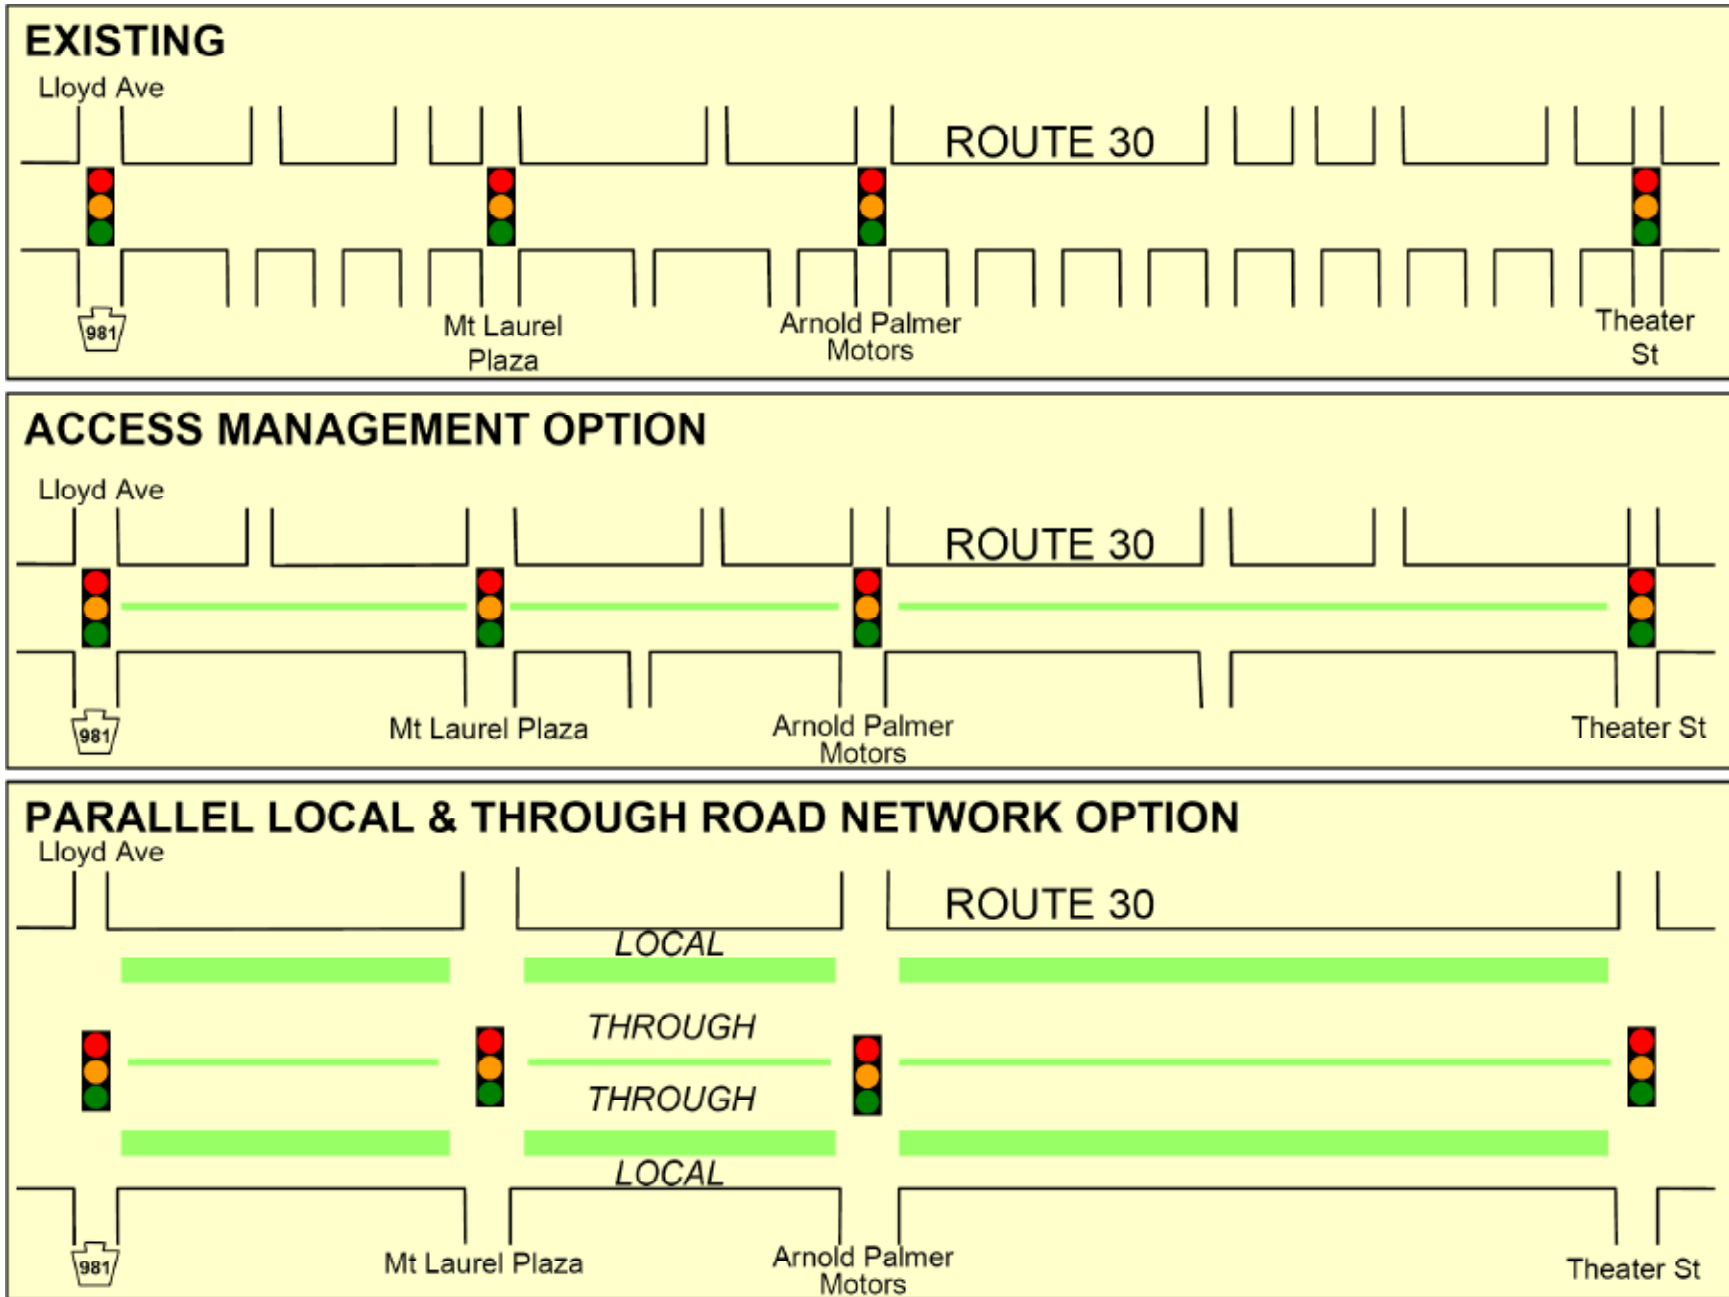 EXISTING
Lloyd Ave
ROUTE 30
981
Mt Laurel
Plaza
Arnold Palmer
Motors
Theater
St
ACCESS MANAGEMENT OPTION
Lloyd Ave
ROUTE 30
981
Mt Laurel Plaza
Arnold Palmer
Motors
Theater St
PARALLEL LOCAL & THROUGH ROAD NETWORK OPTION
Lloyd Ave
ROUTE 30
LOCAL
THROUGH
THROUGH
LOCAL
981
Mt Laurel Plaza
Arnold Palmer
Motors
Theater St